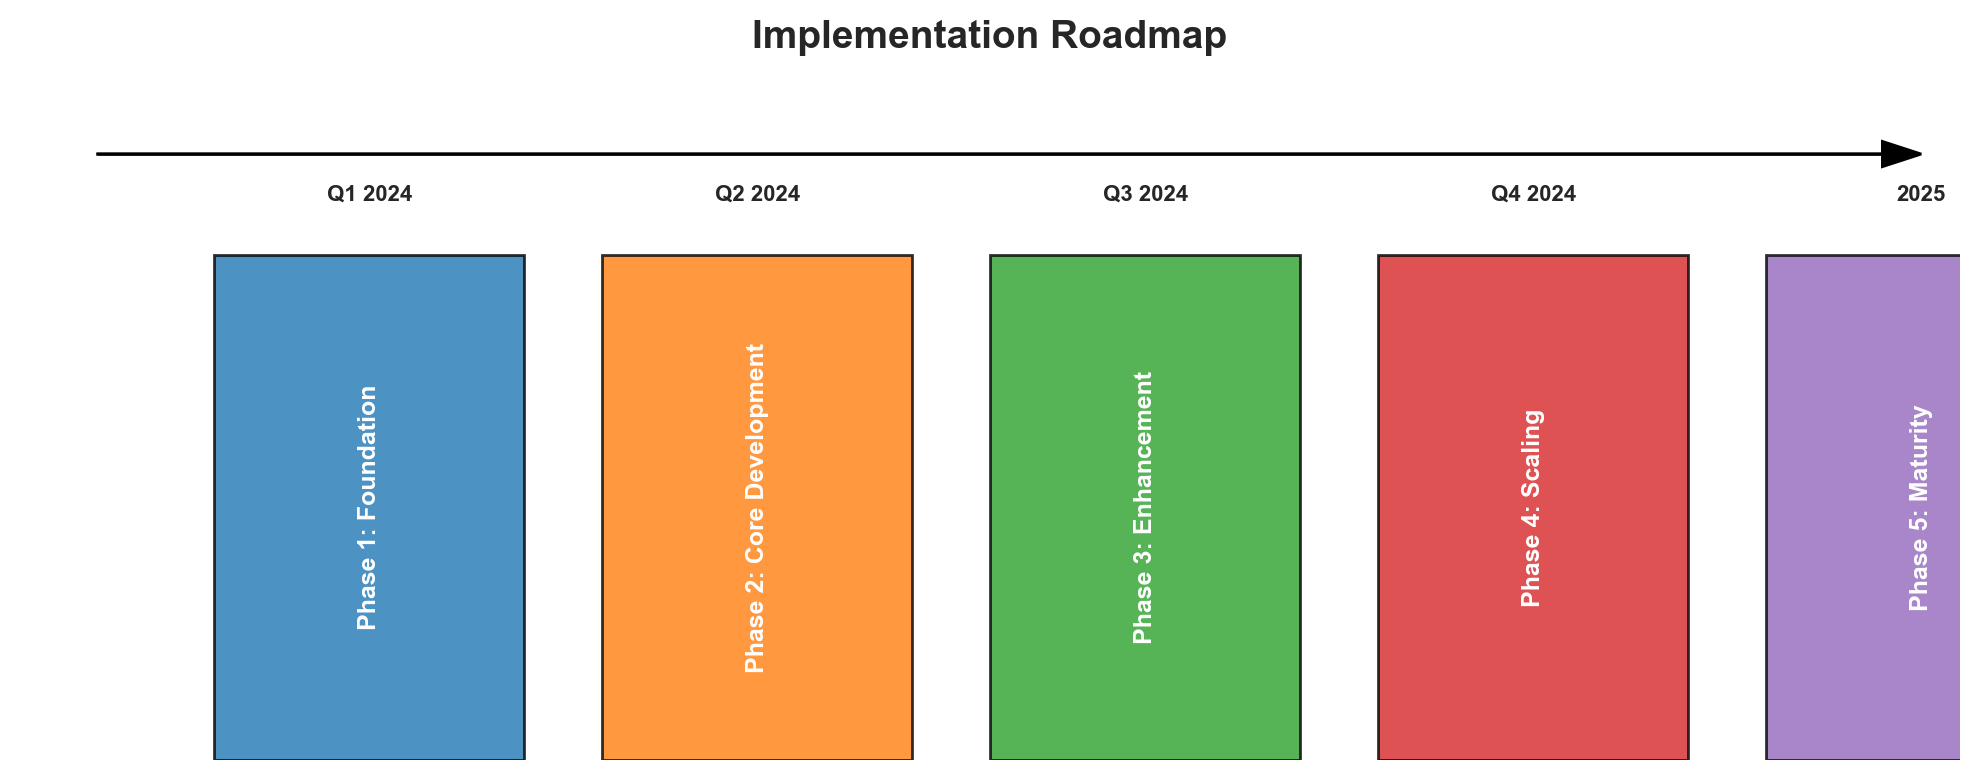 Implementation Roadmap
Q1 2024
Q2 2024
Q3 2024
Q4 2024
2025
Phase 1: Foundation
Phase 2: Core Development
Phase 3: Enhancement
Phase 4: Scaling
Phase 5: Maturity